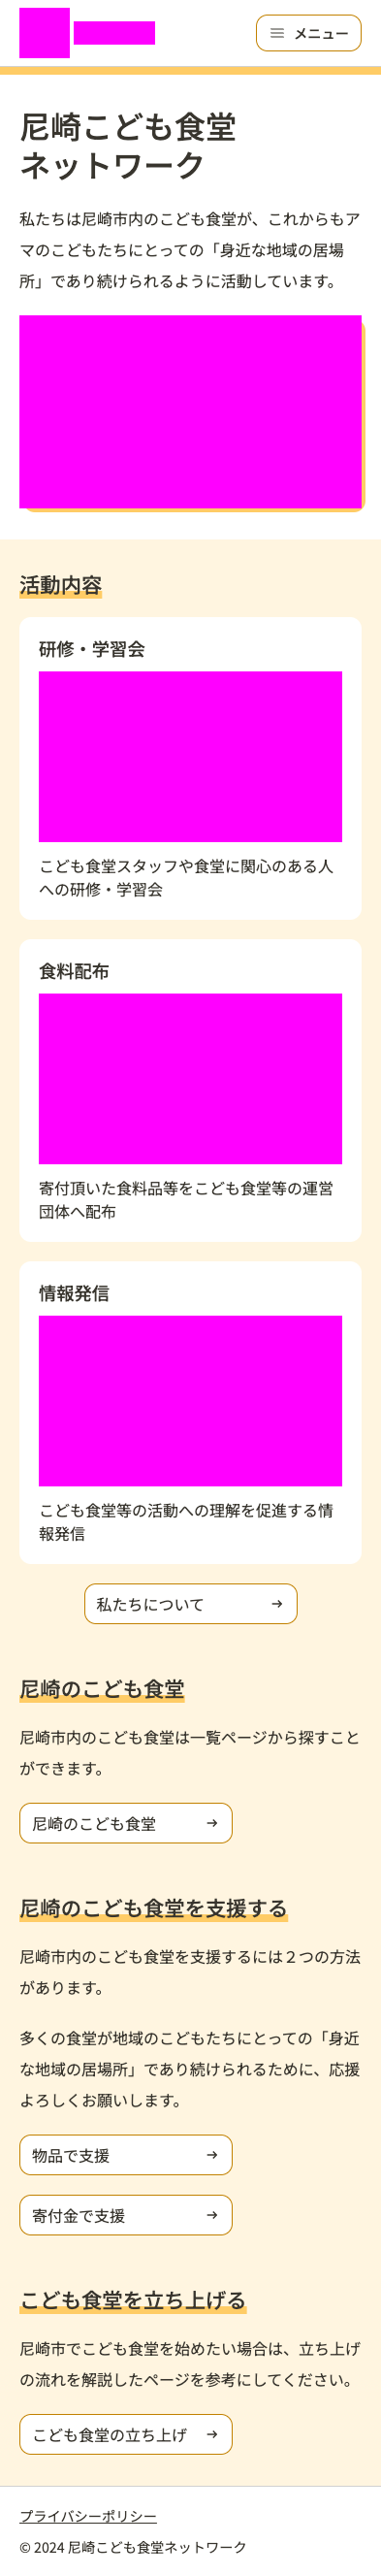 メニュー
尼崎こども食堂
ネットワーク
私たちは尼崎市内のこども食堂が、これからもア
マのこどもたちにとっての「身近な地域の居場
所」であり続けられるように活動しています。
活動内容
研修・学習会
こども食堂スタッフや食堂に関心のある人
への研修・学習会
食料配布
寄付頂いた食料品等をこども食堂等の運営
団体へ配布
情報発信
こども食堂等の活動への理解を促進する情
報発信
私たちについて
尼崎のこども食堂
尼崎市内のこども食堂は一覧ページから探すこと
ができます。
尼崎のこども食堂
尼崎のこども食堂を支援する
尼崎市内のこども食堂を支援するには２つの方法
があります。
多くの食堂が地域のこどもたちにとっての「身近
な地域の居場所」であり続けられるために、応援
よろしくお願いします。
物品で支援
寄付金で支援
こども食堂を立ち上げる
尼崎市でこども食堂を始めたい場合は、立ち上げ
の流れを解説したページを参考にしてください。
こども食堂の立ち上げ
プライバシーポリシー
© 2024 尼崎こども食堂ネットワーク